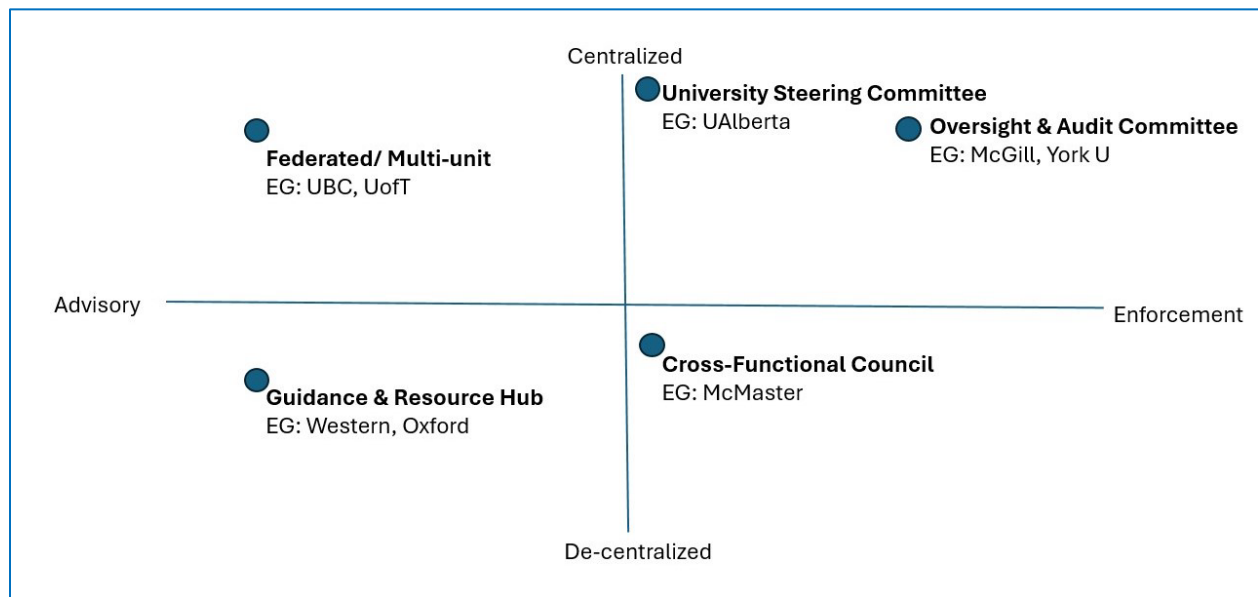 Centralized
University Steering Committee
EG: UAlberta
Oversight & Audit Committee
EG: McGill, York U
Federated/ Multi-unit
EG: UBC, UofT
Advisory
Enforcement
Cross-Functional Council
EG: McMaster
Guidance & Resource Hub
EG: Western, Oxford
De-centralized